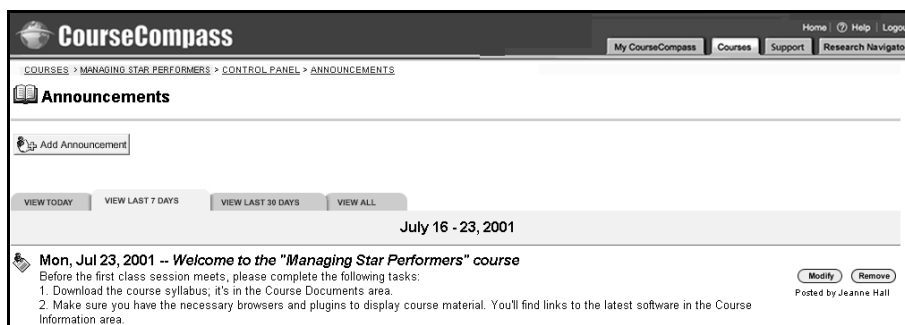 CourseCompass
Home | ? Help | Logou
My CourseCompass Courses Support Research Navigato
COURSES > MANAGING STAR PERFORMERS > CONTROL PANEL > ANNOUNCEMENTS
Announcements
Add Announcement
VIEW TODAY VIEW LAST 7 DAYS VIEW LAST 30 DAYS VIEW ALL
July 16 - 23, 2001
Mon, Jul 23, 2001 -- Welcome to the "Managing Star Performers" course
Before the first class session meets, please complete the following tasks: Modify Remove
1. Download the course syllabus; it's in the Course Documents area. Posted by Jeanne Hall
2. Make sure you have the necessary browsers and plugins to display course material. You'll find links to the latest software in the Course
Information area.